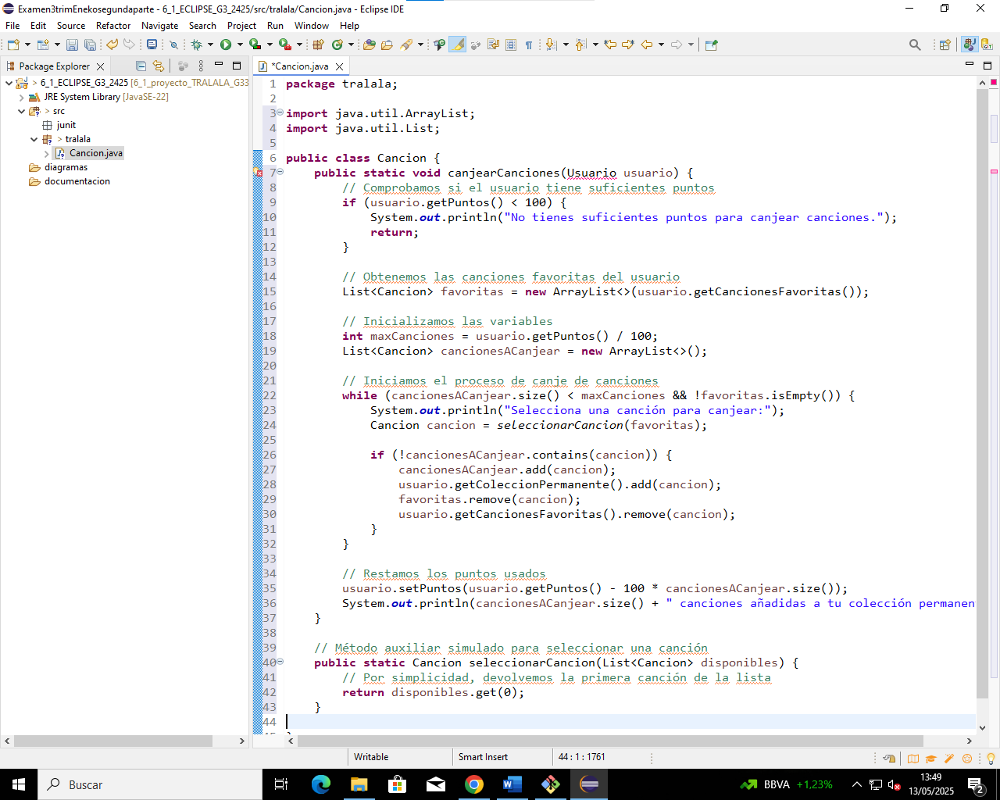 Examen3trimEnekosegundaparte - 6_1_ECLIPSE_G3_2425/src/tralala/Cancion.java - Eclipse IDE
File Edit Source Refactor Navigate Search Project Run Window Help
Package Explorer
6_1_ECLIPSE_G3_2425 [6_1_proyecto_TRALALA_G33
JRE System Library [JavaSE-22]
> src
junit
> tralala
Cancion.java
diagramas
documentacion
*Cancion.java
1 package tralala;
2
3 import java.util.ArrayList;
4 import java.util.List;
5
6 public class Cancion {
7 public static void canjearCanciones(Usuario usuario) {
8 // Comprobamos si el usuario tiene suficientes puntos
9 if (usuario.getPuntos() < 100) {
10 System.out.println("No tienes suficientes puntos para canjear canciones.");
11 return;
12 }
13
14 // Obtenemos las canciones favoritas del usuario
15 List<Cancion> favoritas = new ArrayList<>(usuario.getCancionesFavoritas());
16
17 // Inicializamos las variables
18 int maxCanciones = usuario.getPuntos() / 100;
19 List<Cancion> cancionesACanjear = new ArrayList<>();
20
21 // Iniciamos el proceso de canje de canciones
22 while (cancionesACanjear.size() < maxCanciones && !favoritas.isEmpty()) {
23 System.out.println("Selecciona una canción para canjear:");
24 Cancion cancion = seleccionarCancion(favoritas);
25
26 if (!cancionesACanjear.contains(cancion)) {
27 cancionesACanjear.add(cancion);
28 usuario.getColeccionPermanente().add(cancion);
29 favoritas.remove(cancion);
30 usuario.getCancionesFavoritas().remove(cancion);
31 }
32 }
33
34 // Restamos los puntos usados
35 usuario.setPuntos(usuario.getPuntos() - 100 * cancionesACanjear.size());
36 System.out.println(cancionesACanjear.size() + " canciones añadidas a tu colección permanen
37 }
38
39 // Método auxiliar simulado para seleccionar una canción
40 public static Cancion seleccionarCancion(List<Cancion> disponibles) {
41 // Por simplicidad, devolvemos la primera canción de la lista
42 return disponibles.get(0);
43 }
44
Writable Smart Insert 44 : 1 : 1761
Buscar
BBVA +1,23%
13:49
13/05/2025
2